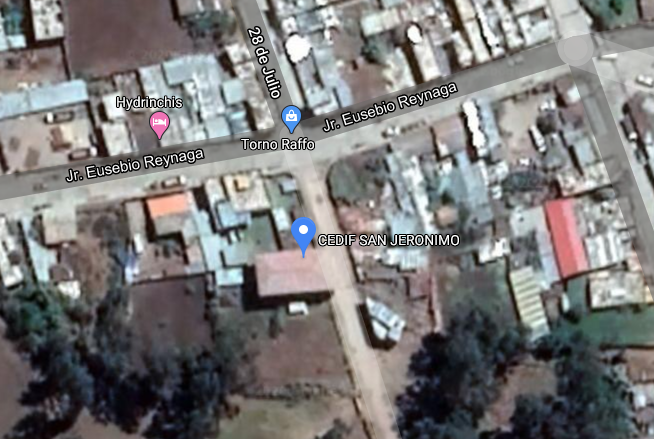 28 de Julio
Hydrinchis
Jr. Eusebio Reynaga
Torno Raffo
Jr. Eusebio Reynaga
CEDIF SAN JERONIMO